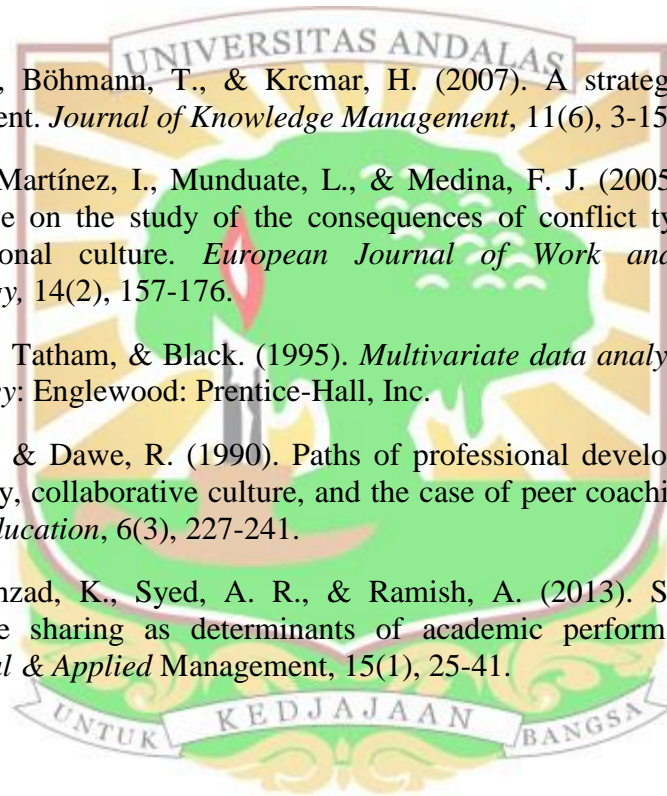 UNIVERSITAS ANDALAS
, Böhmann, T., & Krcmar, H. (2007). A strateg
ent. Journal of Knowledge Management, 11(6), 3-15
Martínez, I., Munduate, L., & Medina, F. J. (2005
e on the study of the consequences of conflict ty
onal culture. European Journal of Work and
gy, 14(2), 157-176.
, Tatham, & Black. (1995). Multivariate data analy
ey: Englewood: Prentice-Hall, Inc.
& Dawe, R. (1990). Paths of professional develo
y, collaborative culture, and the case of peer coachi
ducation, 6(3), 227-241.
nzad, K., Syed, A. R., & Ramish, A. (2013). S
e sharing as determinants of academic perform
al & Applied Management, 15(1), 25-41.
UNTUK KEDJAJAAN BANGSA